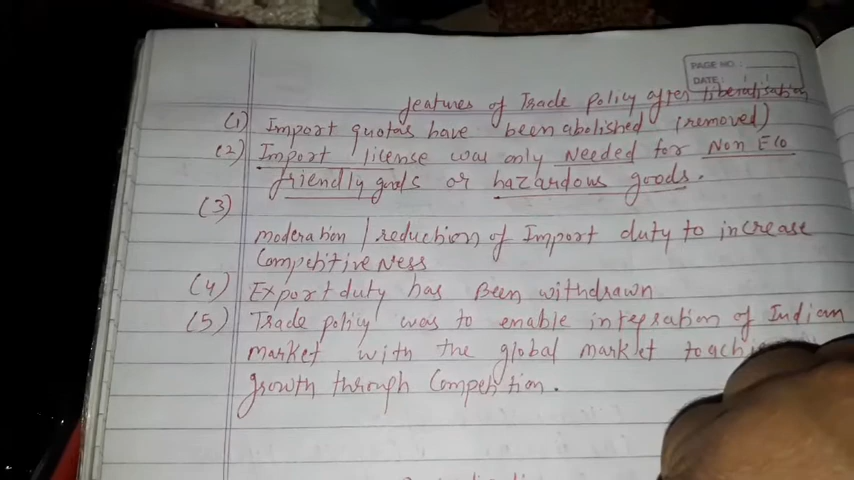 PAGE NO.:
DATE: / /
features of Trade policy after liberalisation
(1) Import quotas have been abolished (removed)
(2) Import license was only Needed for Non Eco
friendly goods or hazardous goods.
(3)
moderation / reduction of Import duty to increase
Competitive Ness
(4) Export duty has Been withdrawn
(5) Trade policy was to enable integration of Indian
market with the global market to
growth through Competition.